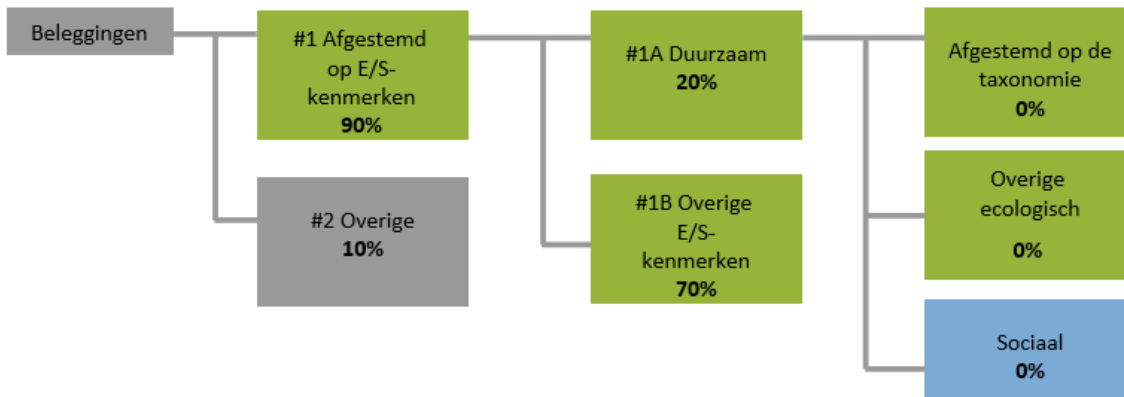 Beleggingen
#1 Afgestemd
op E/S-
kenmerken
90%
#2 Overige
10%
#1A Duurzaam
20%
#1B Overige
E/S-
kenmerken
70%
Afgestemd op de
taxonomie
0%
Overige
ecologisch
0%
Sociaal
0%